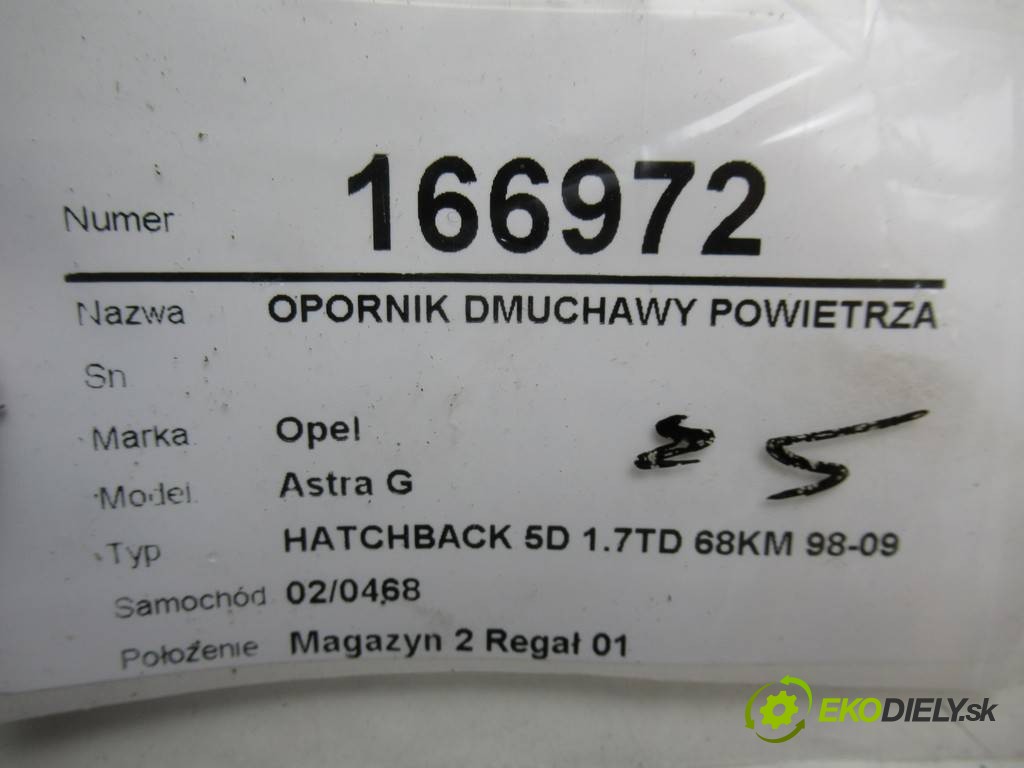 Numer 166972
Nazwa OPORNIK DMUCHAWY POWIETRZA
Sn
Marka Opel
25
Model Astra G
Typ HATCHBACK 5D 1.7TD 68KM 98-09
Samochód 02/0468
Położenie Magazyn 2 Regał 01
EKODIELY.sk